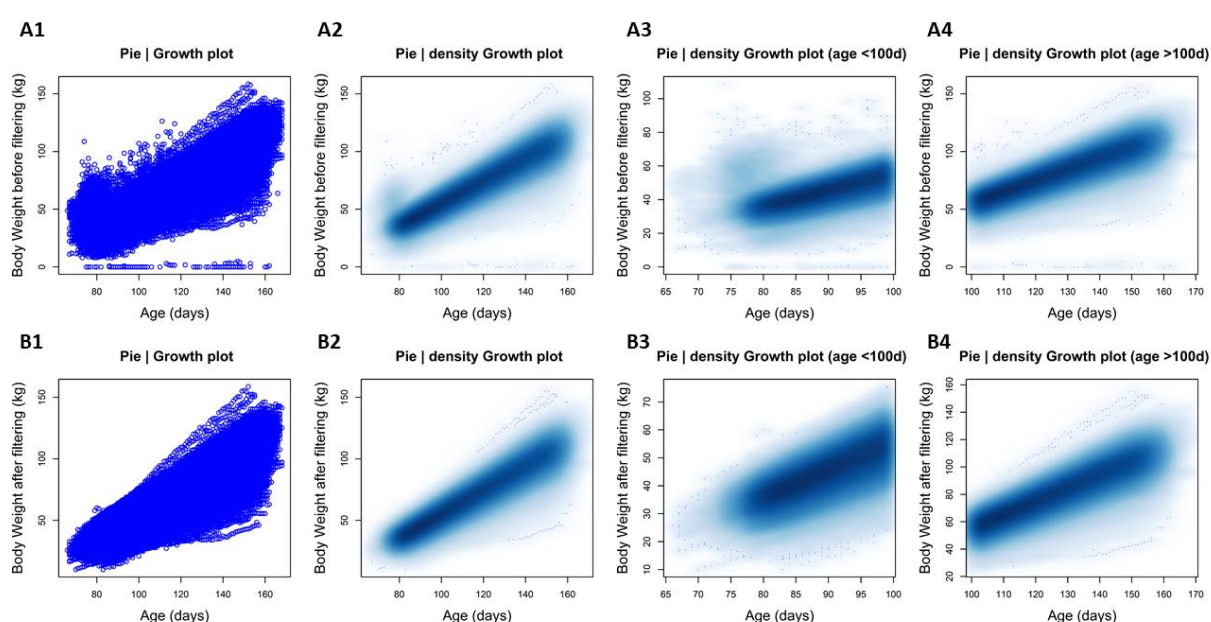 A1 A2 A3 A4
Pie | Growth plot Pie | density Growth plot Pie | density Growth plot (age <100d) Pie | density Growth plot (age >100d)
Body Weight before filtering (kg) Body Weight before filtering (kg) Body Weight before filtering (kg) Body Weight before filtering (kg)
150 150 100 150
100 100 80 100
60
50 50 40 50
20
0 0 0 0
80 100 120 140 160 80 100 120 140 160 65 70 75 80 85 90 95 100 100 110 120 130 140 150 160 170
Age (days) Age (days) Age (days) Age (days)
B1 B2 B3 B4
Pie | Growth plot Pie | density Growth plot Pie | density Growth plot (age <100d) Pie | density Growth plot (age >100d)
Body Weight after filtering (kg) Body Weight after filtering (kg) Body Weight after filtering (kg) Body Weight after filtering (kg)
160
150 150 70 140
60 120
100 100 50 100
40 80
50 50 30 60
20 40
10 20
80 100 120 140 160 80 100 120 140 160 65 70 75 80 85 90 95 100 100 110 120 130 140 150 160 170
Age (days) Age (days) Age (days) Age (days)